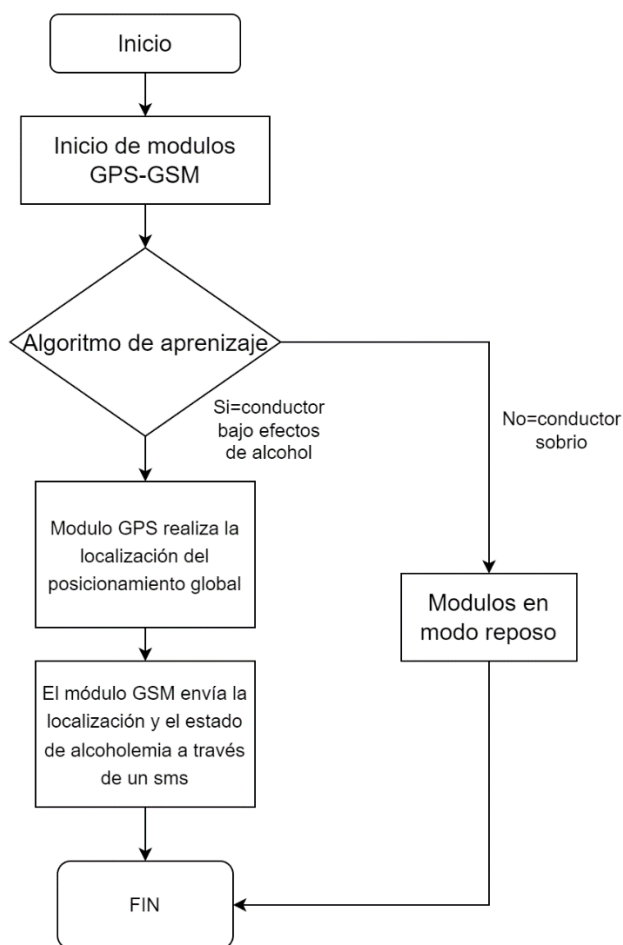 Inicio
Inicio de modulos
GPS-GSM
Algoritmo de aprenizaje
Si=conductor
bajo efectos
de alcohol
No=conductor
sobrio
Modulo GPS realiza la
localización del
posicionamiento global
Modulos en
modo reposo
El módulo GSM envía la
localización y el estado
de alcoholemia a través
de un sms
FIN